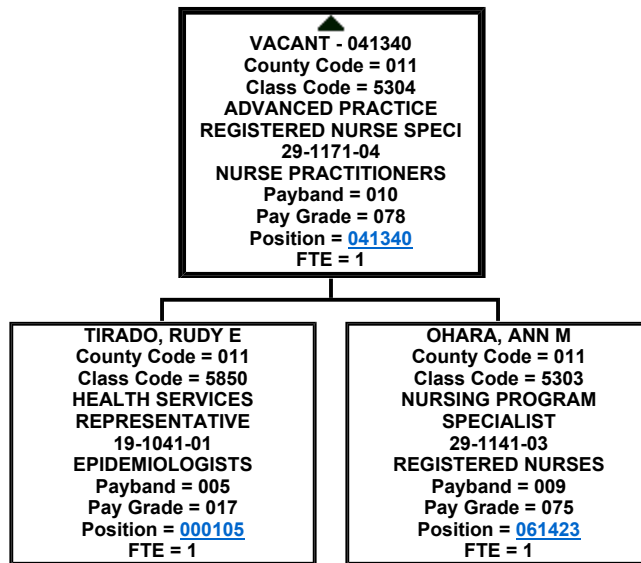 VACANT - 041340
County Code = 011
Class Code = 5304
ADVANCED PRACTICE
REGISTERED NURSE SPECI
29-1171-04
NURSE PRACTITIONERS
Payband = 010
Pay Grade = 078
Position = 041340
FTE = 1
TIRADO, RUDY E
County Code = 011
Class Code = 5850
HEALTH SERVICES
REPRESENTATIVE
19-1041-01
EPIDEMIOLOGISTS
Payband = 005
Pay Grade = 017
Position = 000105
FTE = 1
OHARA, ANN M
County Code = 011
Class Code = 5303
NURSING PROGRAM
SPECIALIST
29-1141-03
REGISTERED NURSES
Payband = 009
Pay Grade = 075
Position = 061423
FTE = 1